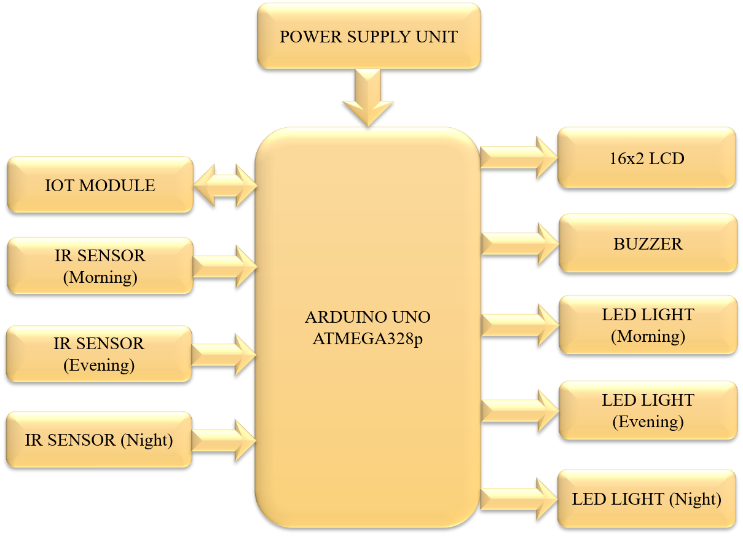 POWER SUPPLY UNIT
IOT MODULE
IR SENSOR
(Morning)
IR SENSOR
(Evening)
IR SENSOR (Night)
ARDUINO UNO
ATMEGA328p
16x2 LCD
BUZZER
LED LIGHT
(Morning)
LED LIGHT
(Evening)
LED LIGHT (Night)